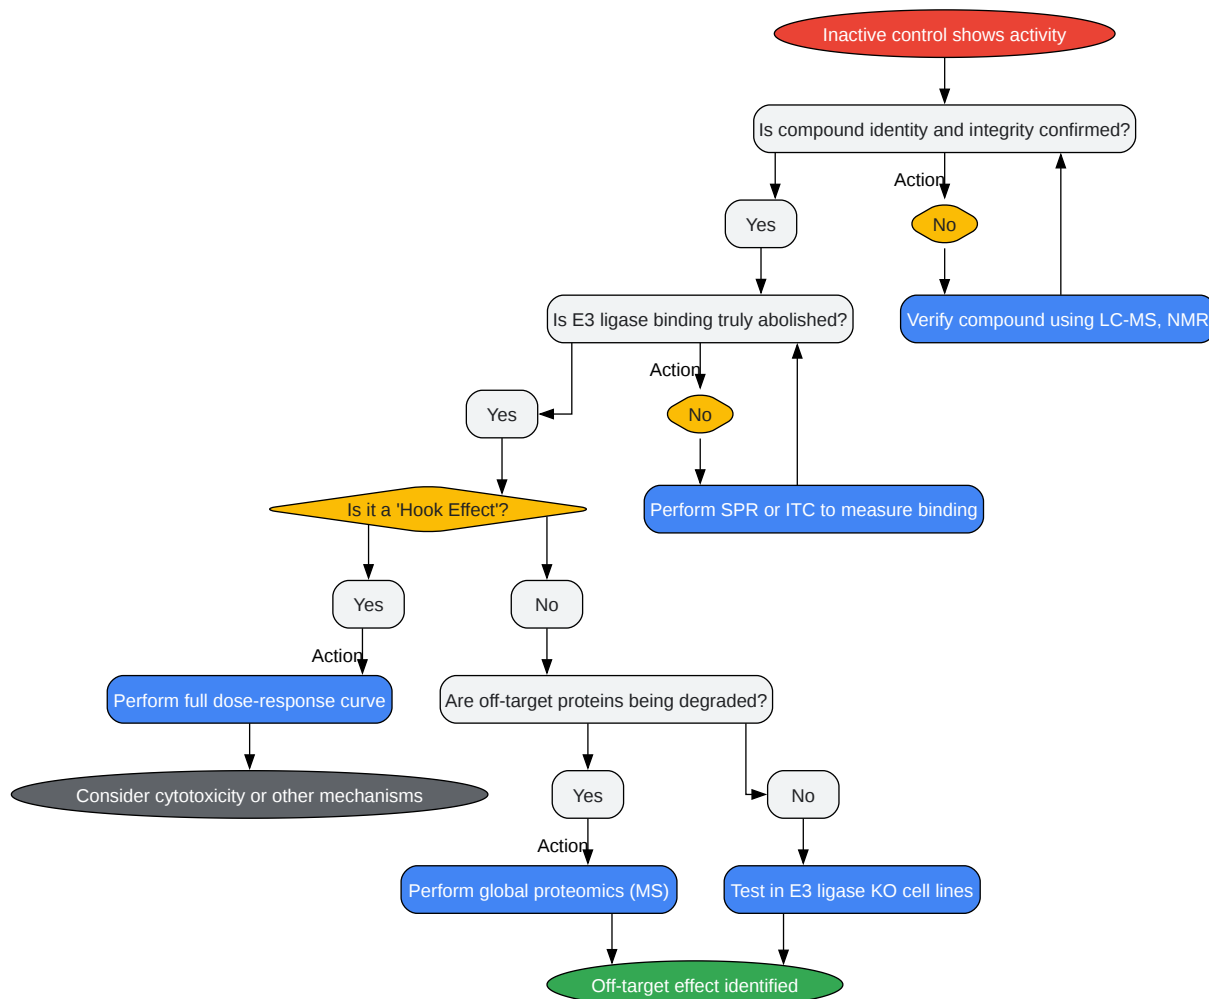 Inactive control shows activity
Is compound identity and integrity confirmed?
Action
Yes
No
Verify compound using LC-MS, NMR
Is E3 ligase binding truly abolished?
Action
Yes
No
Perform SPR or ITC to measure binding
Is it a 'Hook Effect'?
Yes
No
Action
Perform full dose-response curve
Are off-target proteins being degraded?
Consider cytotoxicity or other mechanisms
Yes
No
Action
Perform global proteomics (MS)
Test in E3 ligase KO cell lines
Off-target effect identified